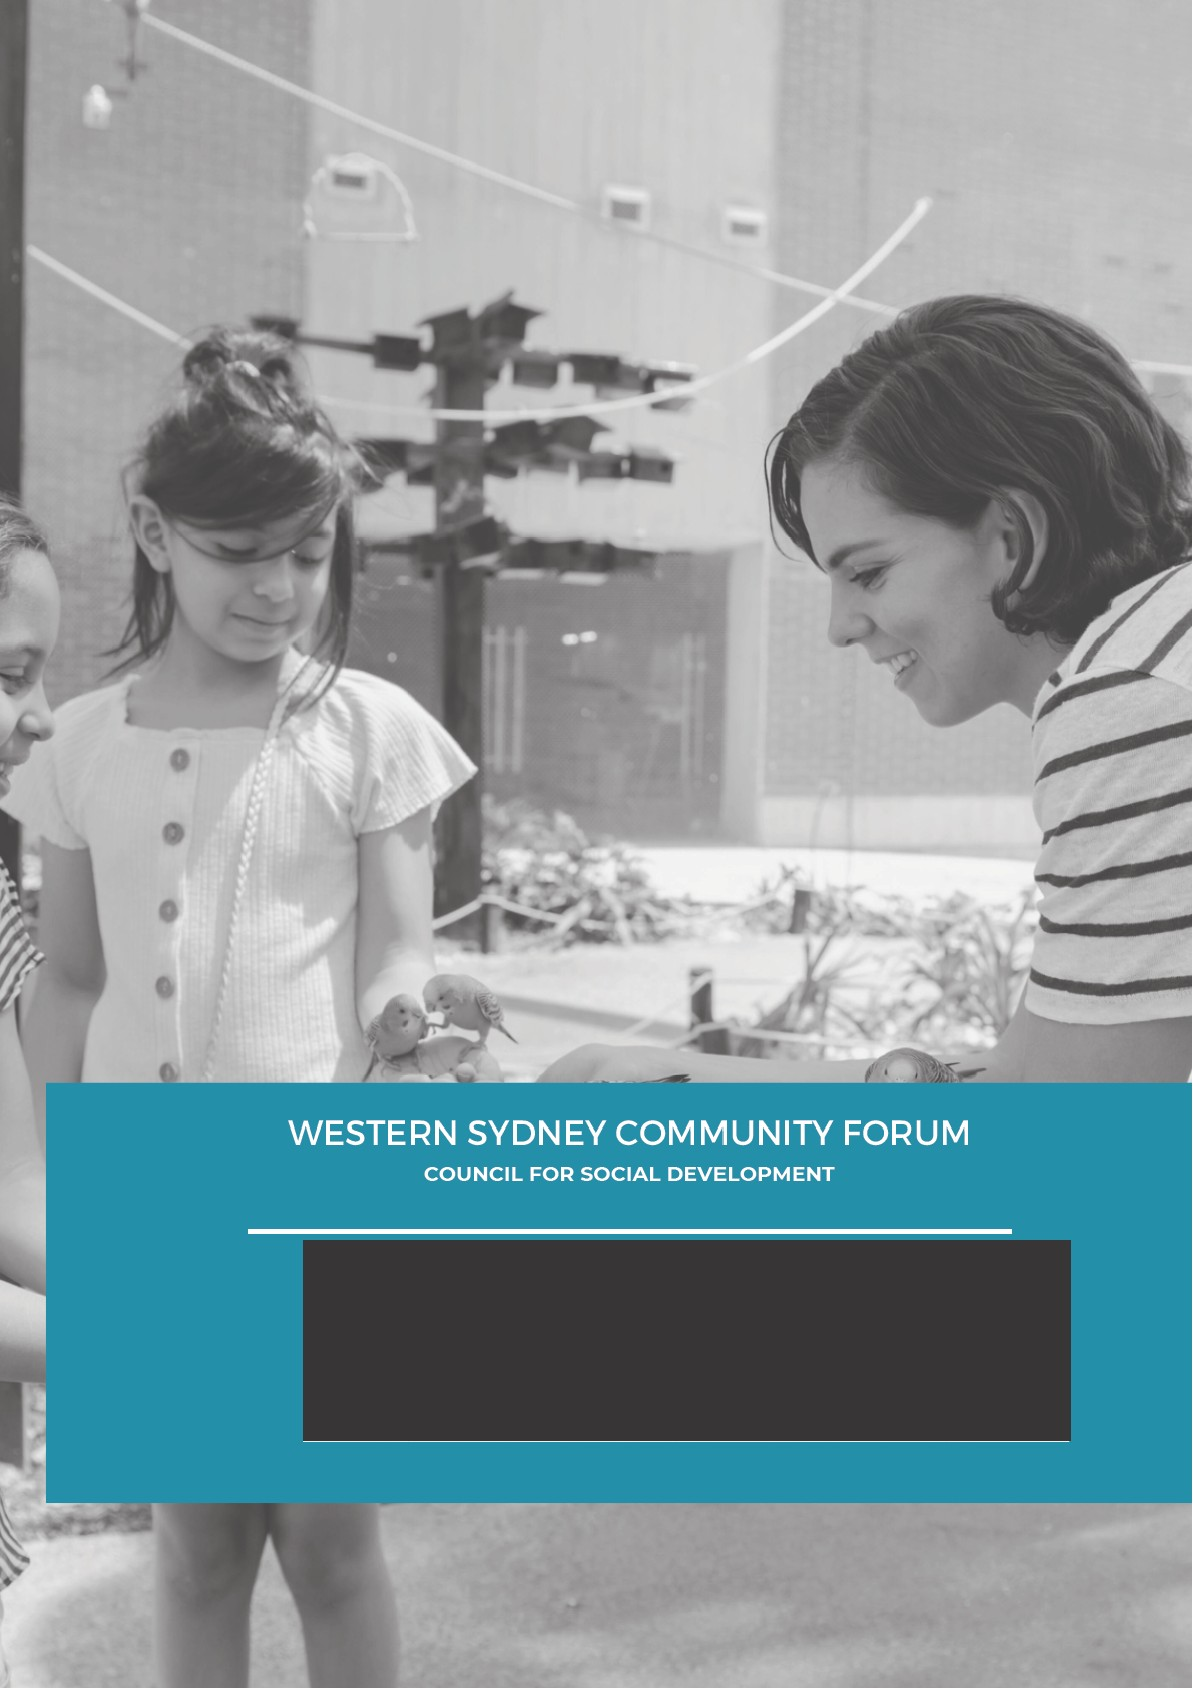 WESTERN SYDNEY COMMUNITY FORUM
COUNCIL FOR SOCIAL DEVELOPMENT